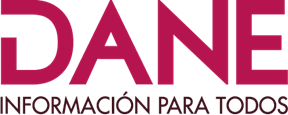 DANE
INFORMACIÓN PARA TODOS